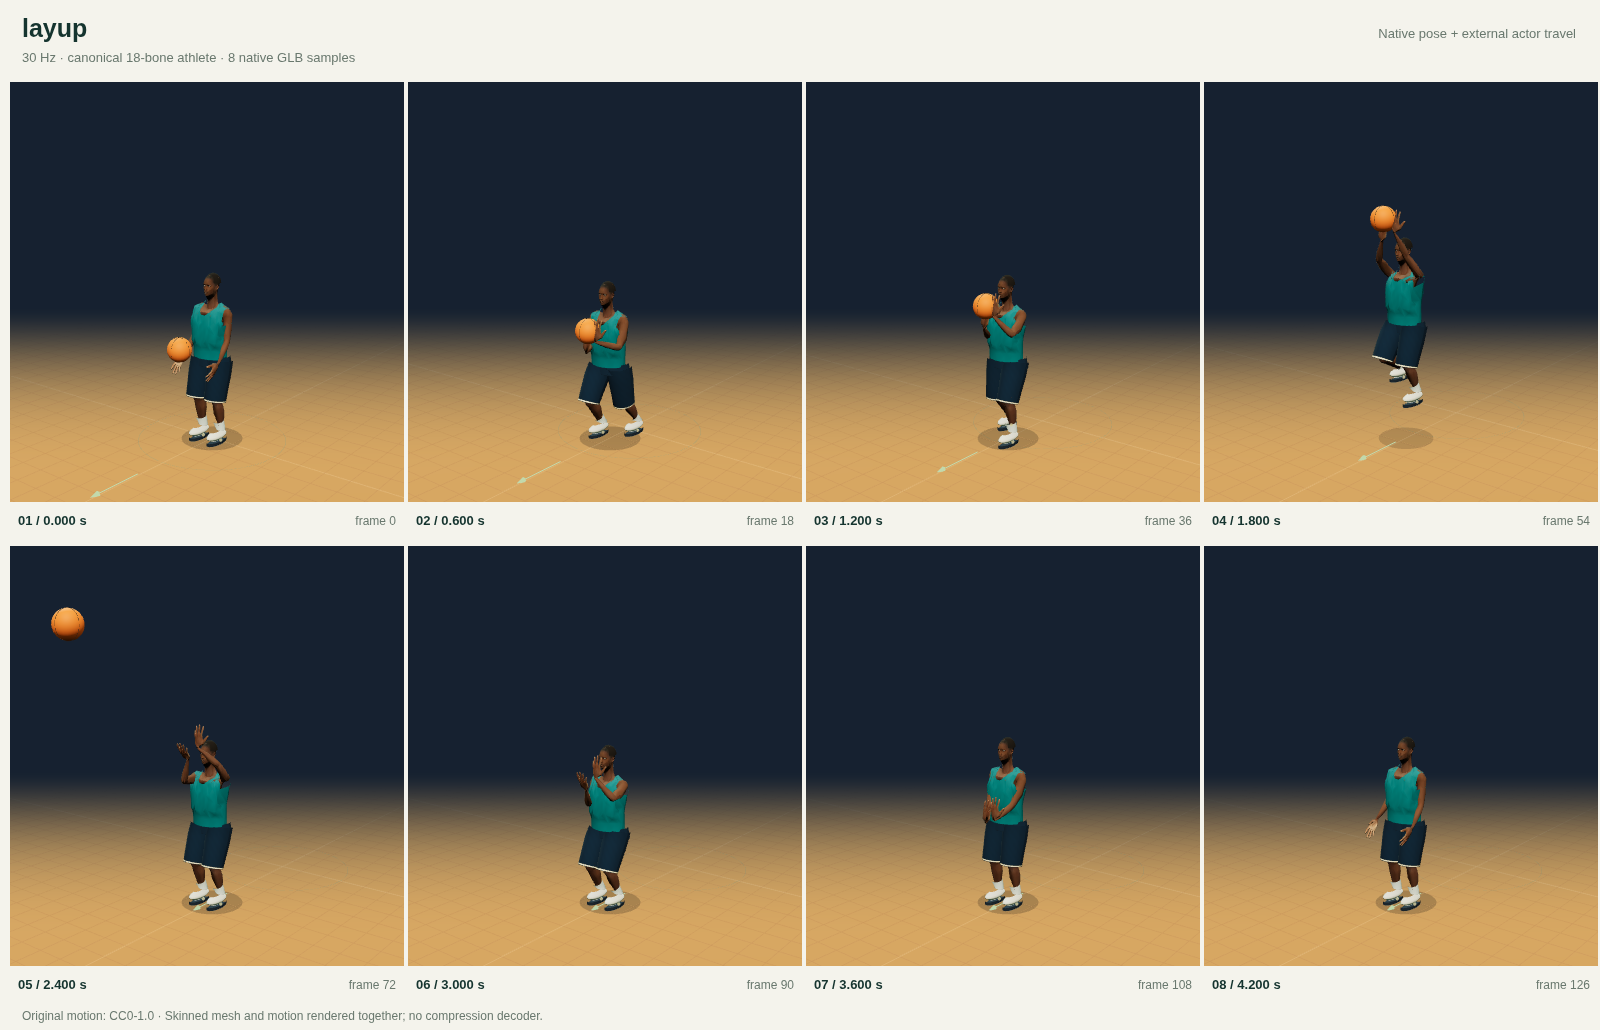 layup
Native pose + external actor travel
30 Hz · canonical 18-bone athlete · 8 native GLB samples
01 / 0.000 s frame 0
02 / 0.600 s frame 18
03 / 1.200 s frame 36
04 / 1.800 s frame 54
05 / 2.400 s frame 72
06 / 3.000 s frame 90
07 / 3.600 s frame 108
08 / 4.200 s frame 126
Original motion: CC0-1.0 · Skinned mesh and motion rendered together; no compression decoder.